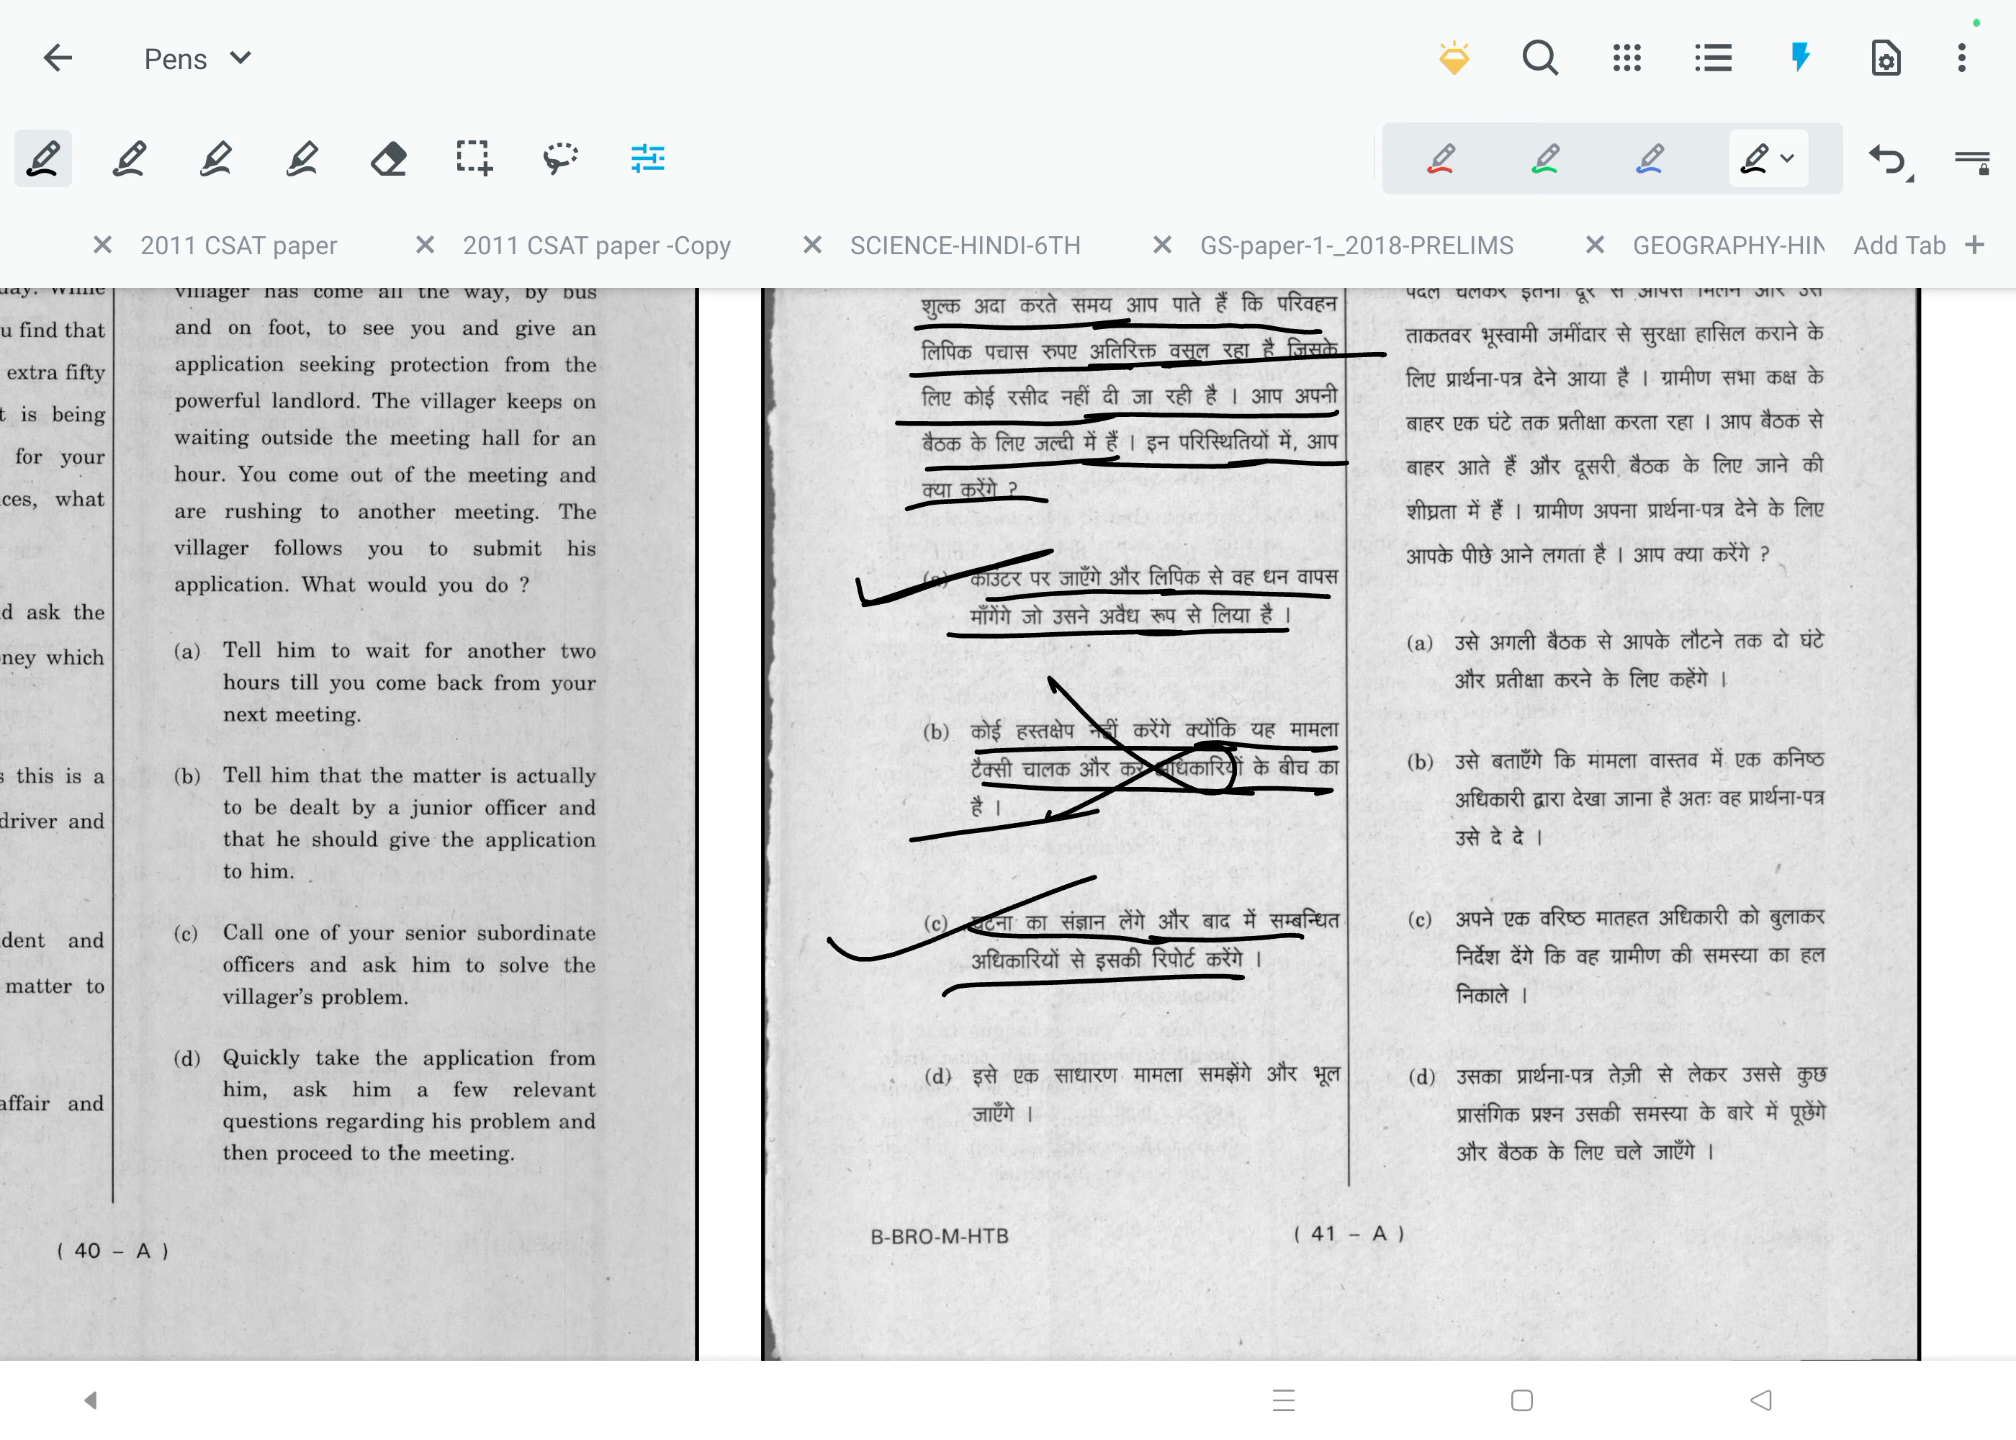 Pens
2011 CSAT paper
2011 CSAT paper -Copy
SCIENCE-HINDI-6TH
GS-paper-1-_2018-PRELIMS
GEOGRAPHY-HIN
Add Tab
u find that
extra fifty
t is being
for your
ces, what
d ask the
ney which
s this is a
driver and
dent and
matter to
affair and
villager has come all the way, by bus
and on foot, to see you and give an
application seeking protection from the
powerful landlord. The villager keeps on
waiting outside the meeting hall for an
hour. You come out of the meeting and
are rushing to another meeting. The
villager follows you to submit his
application. What would you do ?
(a) Tell him to wait for another two
hours till you come back from your
next meeting.
(b) Tell him that the matter is actually
to be dealt by a junior officer and
that he should give the application
to him.
(c) Call one of your senior subordinate
officers and ask him to solve the
villager's problem.
(d) Quickly take the application from
him, ask him a few relevant
questions regarding his problem and
then proceed to the meeting.
( 40 – A )
शुल्क अदा करते समय आप पाते हैं कि परिवहन
लिपिक पचास रुपए अतिरिक्त वसूल रहा है जिसके
लिए कोई रसीद नहीं दी जा रही है । आप अपनी
बैठक के लिए जल्दी में हैं । इन परिस्थितियों में, आप
क्या करेंगे ?
(a) काउंटर पर जाएँगे और लिपिक से वह धन वापस
माँगेंगे जो उसने अवैध रूप से लिया है ।
(b) कोई हस्तक्षेप नहीं करेंगे क्योंकि यह मामला
टैक्सी चालक और कर अधिकारियों के बीच का
है ।
(c) घटना का संज्ञान लेंगे और बाद में सम्बन्धित
अधिकारियों से इसकी रिपोर्ट करेंगे ।
(d) इसे एक साधारण मामला समझेंगे और भूल
जाएँगे ।
पैदल चलकर इतनी दूर से आपसे मिलने और उस
ताकतवर भूस्वामी जमींदार से सुरक्षा हासिल कराने के
लिए प्रार्थना-पत्र देने आया है । ग्रामीण सभा कक्ष के
बाहर एक घंटे तक प्रतीक्षा करता रहा । आप बैठक से
बाहर आते हैं और दूसरी बैठक के लिए जाने की
शीघ्रता में हैं । ग्रामीण अपना प्रार्थना-पत्र देने के लिए
आपके पीछे आने लगता है । आप क्या करेंगे ?
(a) उसे अगली बैठक से आपके लौटने तक दो घंटे
और प्रतीक्षा करने के लिए कहेंगे ।
(b) उसे बताएँगे कि मामला वास्तव में एक कनिष्ठ
अधिकारी द्वारा देखा जाना है अतः वह प्रार्थना-पत्र
उसे दे दे ।
(c) अपने एक वरिष्ठ मातहत अधिकारी को बुलाकर
निर्देश देंगे कि वह ग्रामीण की समस्या का हल
निकाले ।
(d) उसका प्रार्थना-पत्र तेज़ी से लेकर उससे कुछ
प्रासंगिक प्रश्न उसकी समस्या के बारे में पूछेंगे
और बैठक के लिए चले जाएँगे ।
B-BRO-M-HTB
( 41 – A )